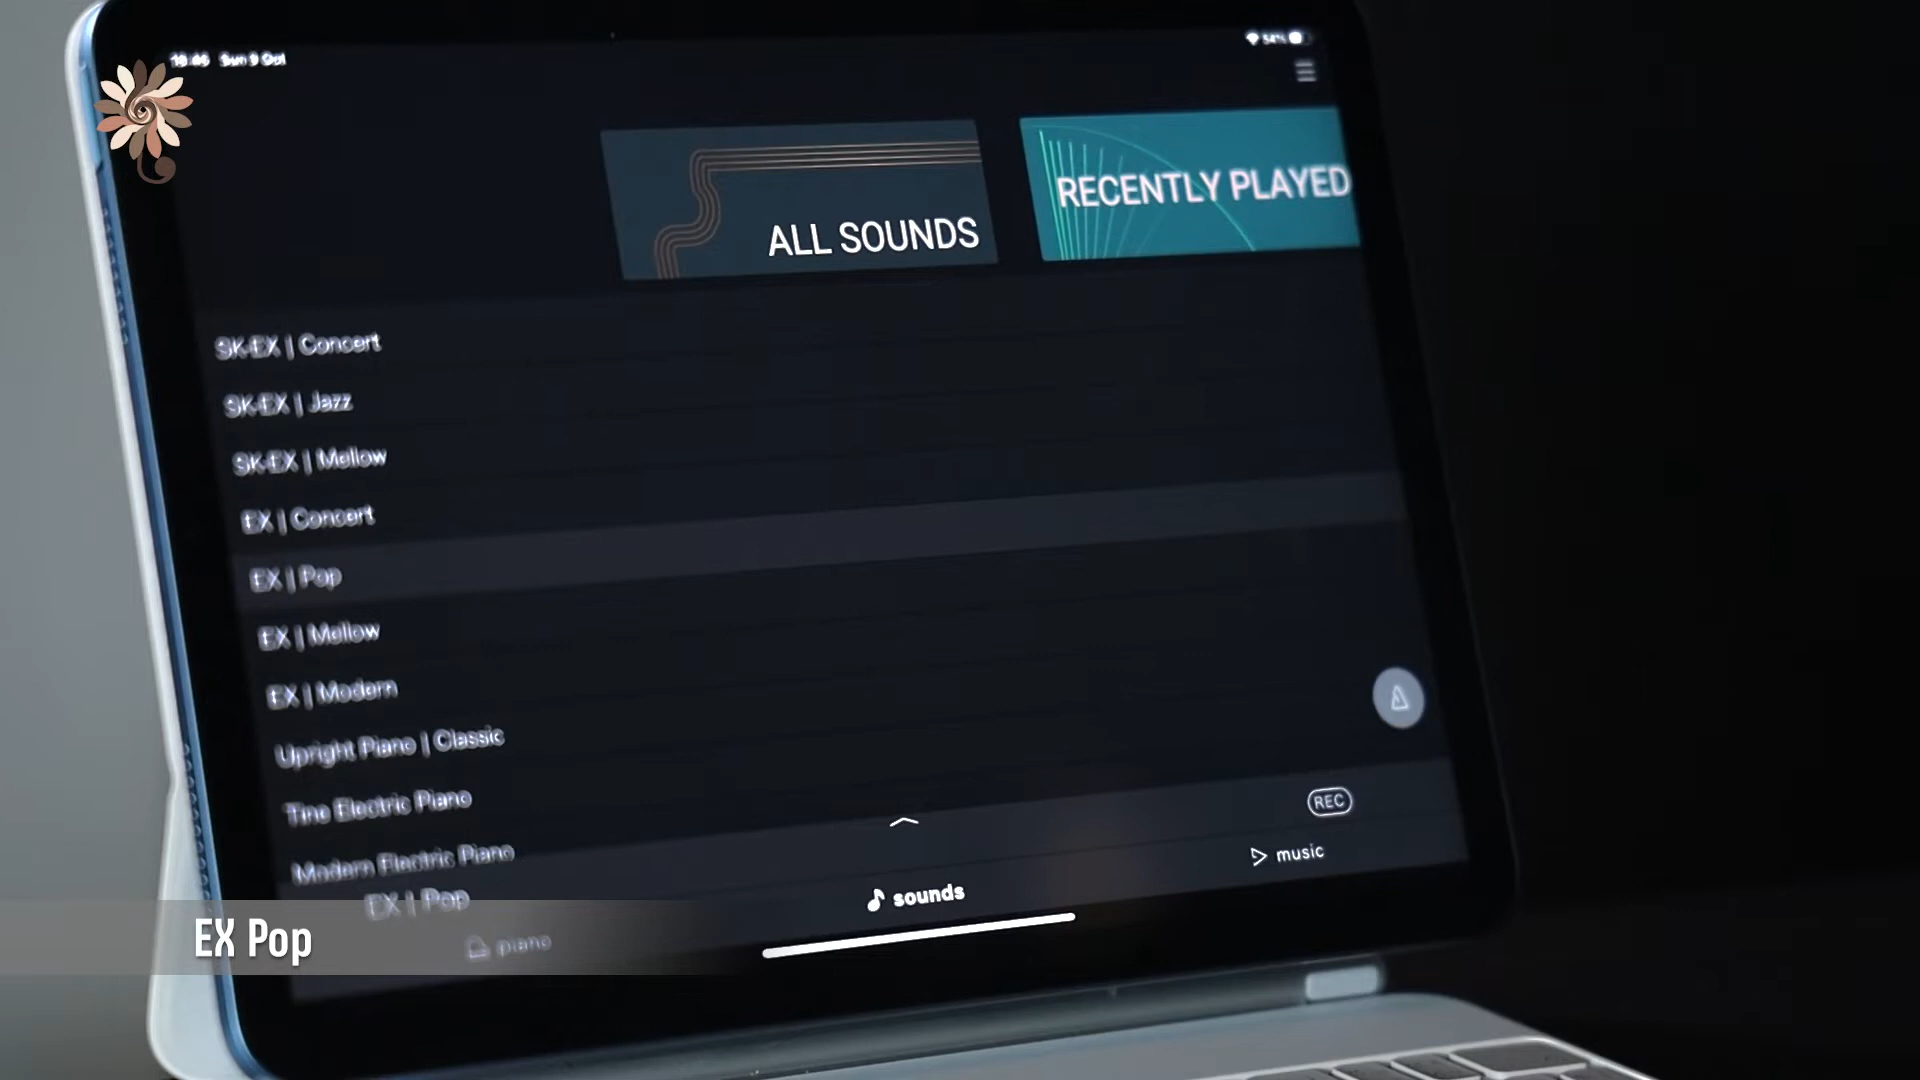 18:46 Sun 9 Oct
54%
ALL SOUNDS
RECENTLY PLAYED
SK-EX | Concert
SK-EX | Jazz
SK-EX | Mellow
EX | Concert
EX | Pop
EX | Mellow
EX | Modern
Upright Piano | Classic
Tine Electric Piano
Modern Electric Piano
REC
EX | Pop
piano
sounds
music
EX Pop